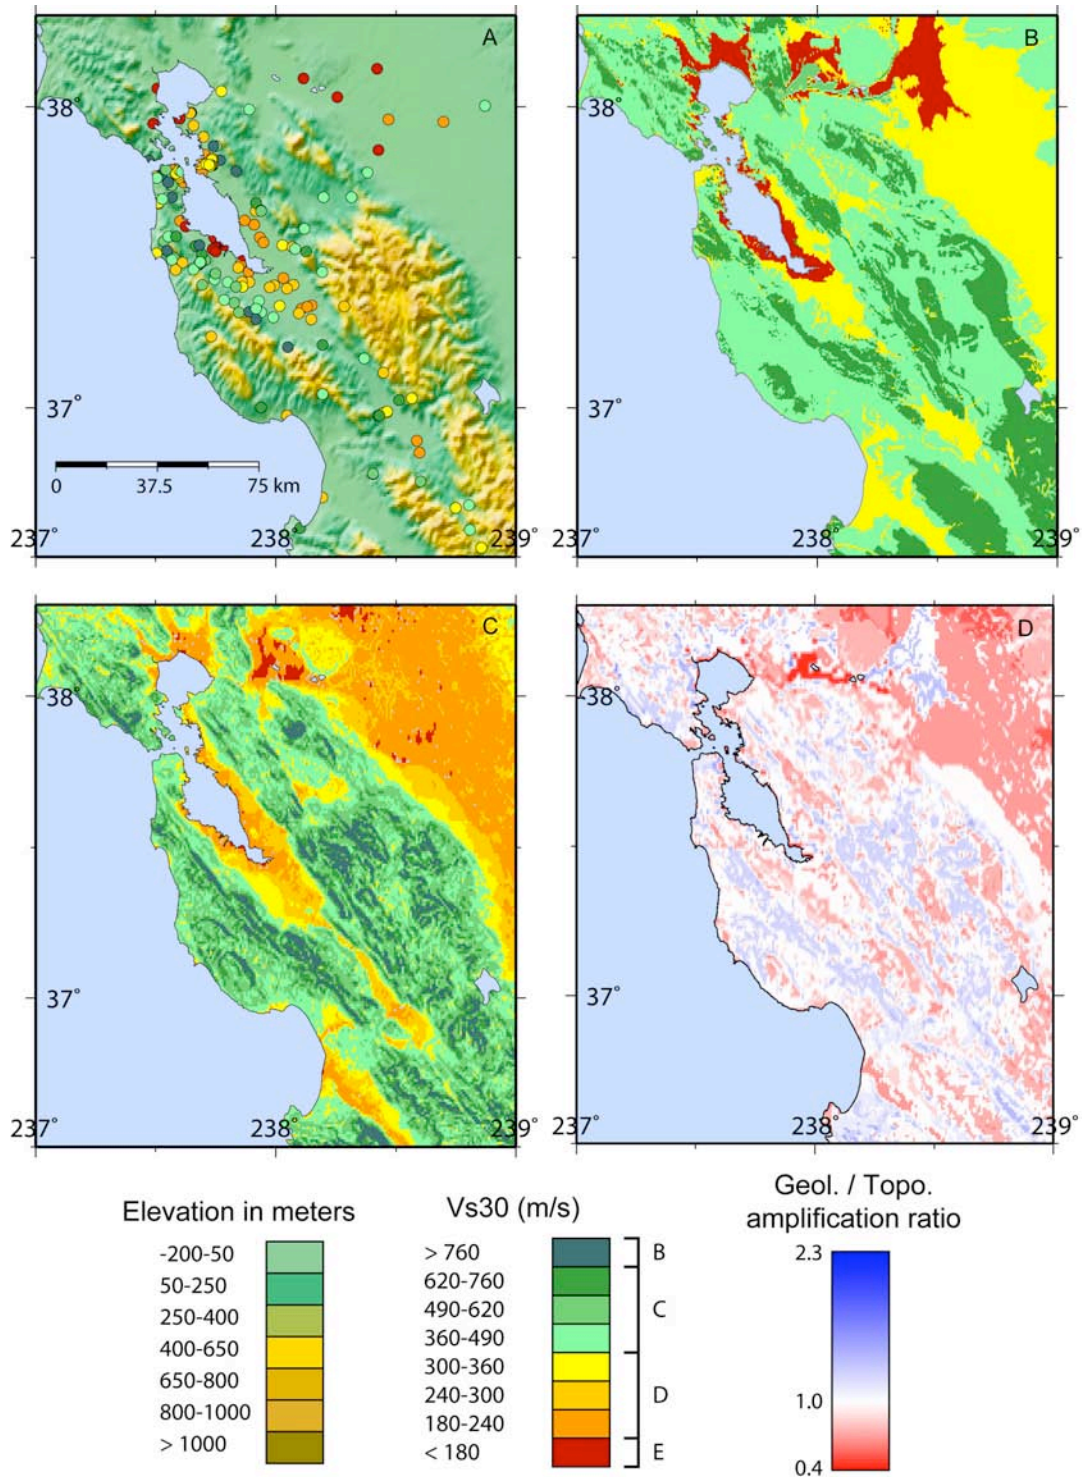 A
38°
37°
0 37.5 75 km
237° 238° 239°
B
38°
37°
238° 239°
C
38°
37°
237° 238° 239°
D
38°
37°
238° 239°
Elevation in meters
-200-50
50-250
250-400
400-650
650-800
800-1000
> 1000
Vs30 (m/s)
> 760
620-760
490-620
360-490
300-360
240-300
180-240
< 180
B
C
D
E
Geol. / Topo.
amplification ratio
2.3
1.0
0.4